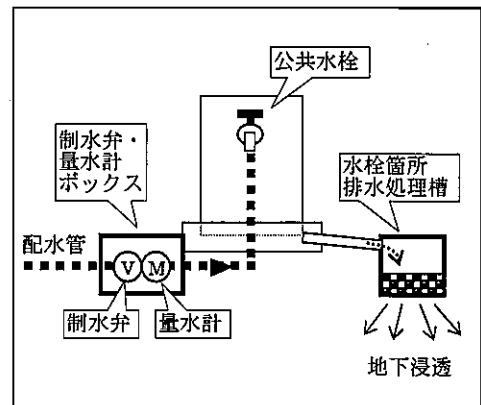 公共水栓
制水弁・
量水計
ボックス
水栓箇所
排水処理槽
配水管
V M
制水弁
量水計
地下浸透